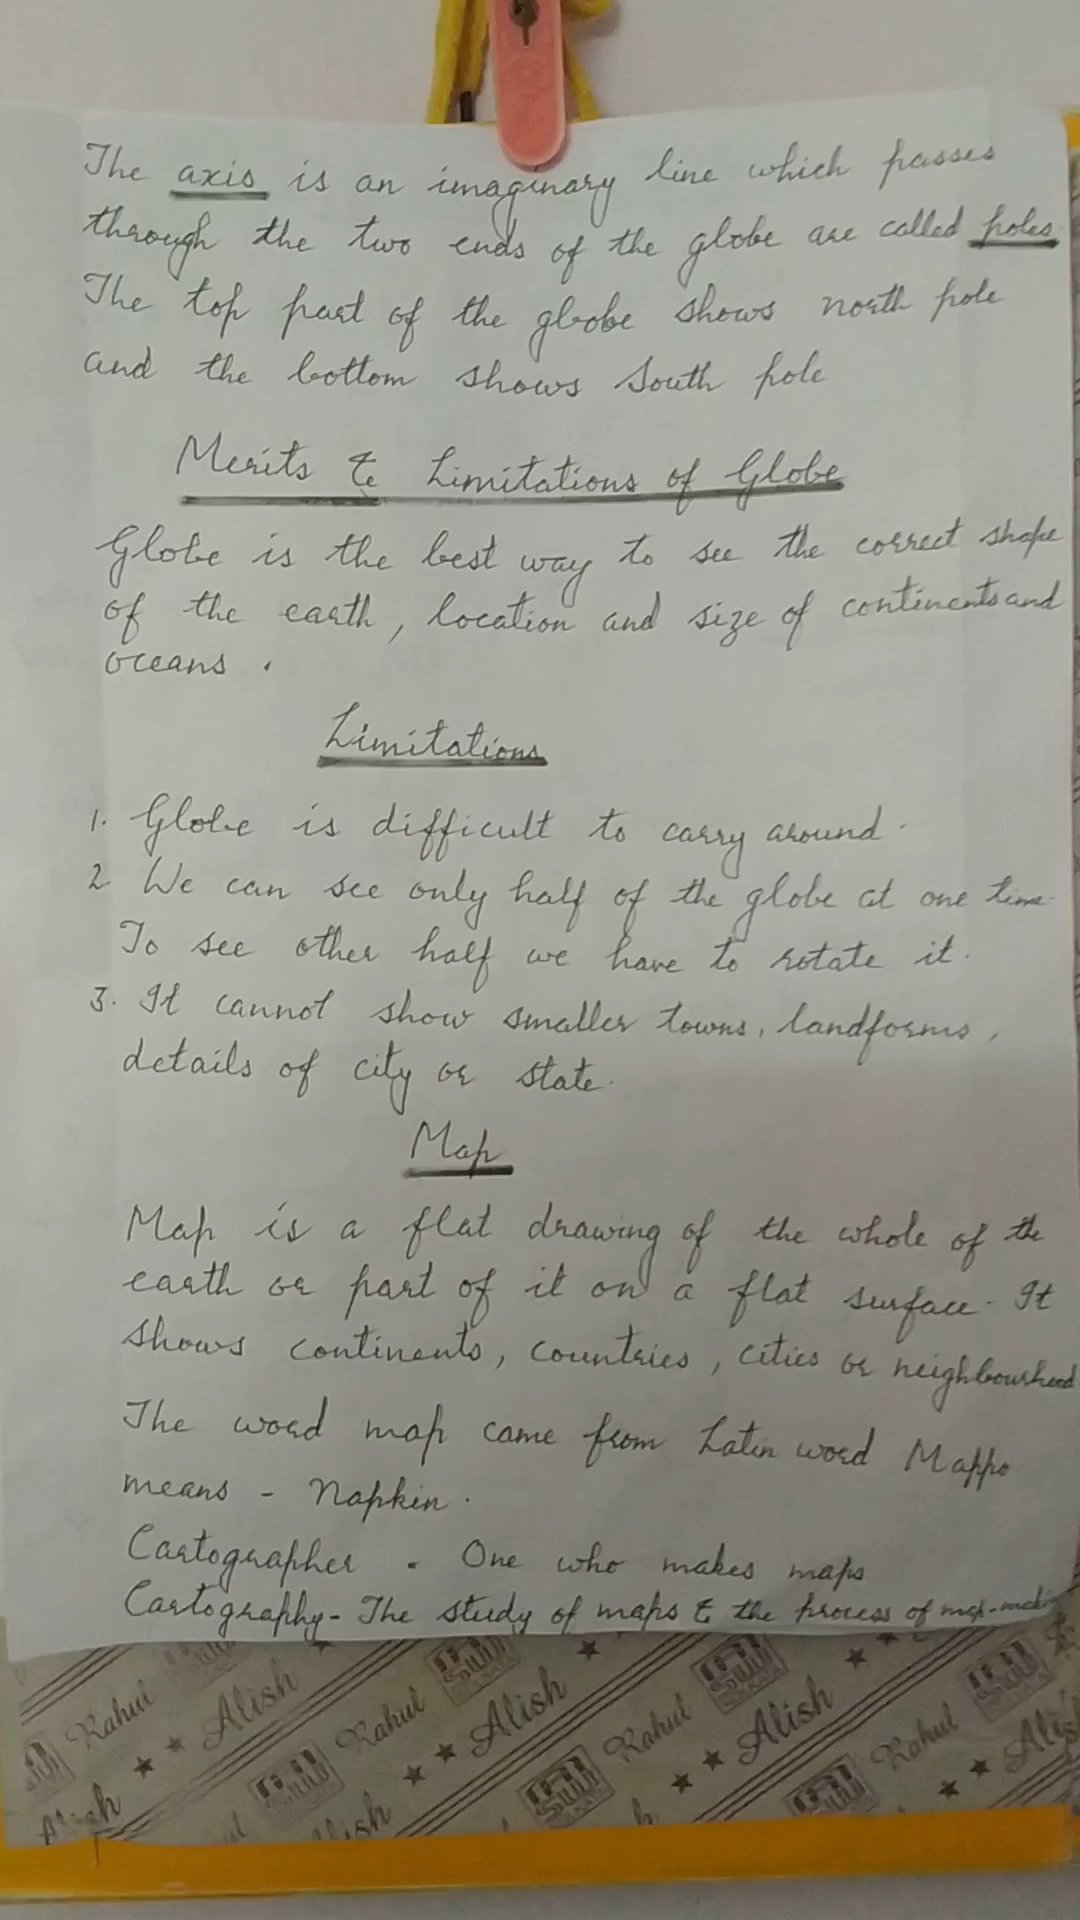 The axis is an imaginary line which passes
through the two ends of the globe are called poles
The top part of the globe shows north pole
and the bottom shows South pole
Merits & Limitations of Globe
Globe is the best way to see the correct shape
of the earth, location and size of continents and
oceans.
Limitations
1. Globe is difficult to carry around.
2 We can see only half of the globe at one time.
To see other half we have to rotate it.
3. It cannot show smaller towns, landforms,
details of city or state.
Map
Map is a flat drawing of the whole of the
earth or part of it on a flat surface. It
shows continents, countries, cities or neighbourhood
The word map came from Latin word Mappa
means - Napkin.
Cartographer - One who makes maps
Cartography - The study of maps & the process of
Rahul Alish Rahul Alish Rahul Alish Rahul
Alish